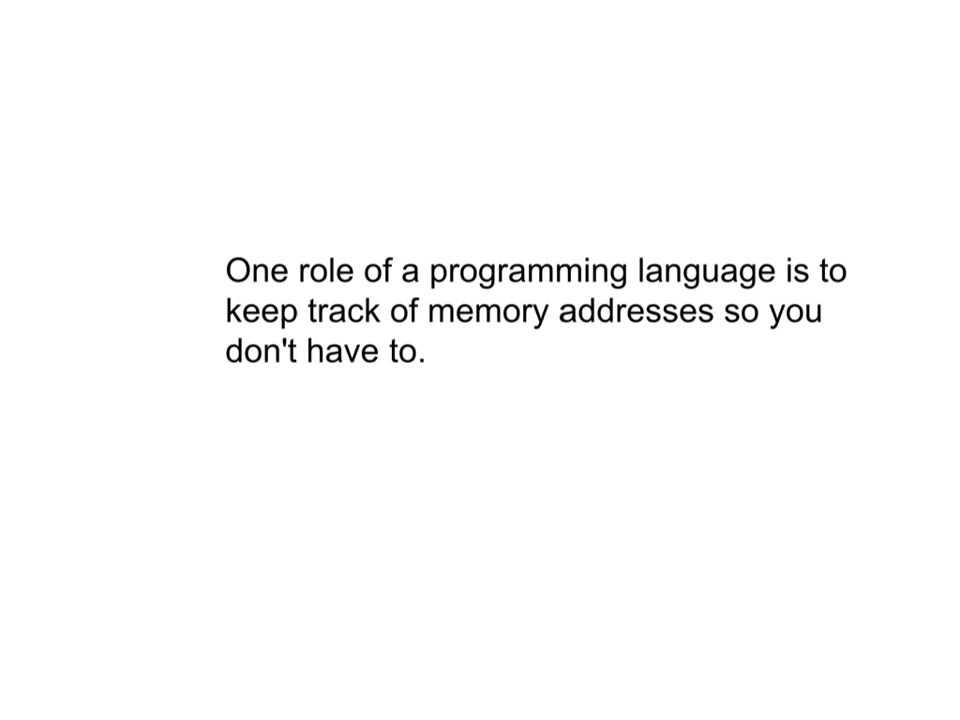 One role of a programming language is to
keep track of memory addresses so you
don't have to.